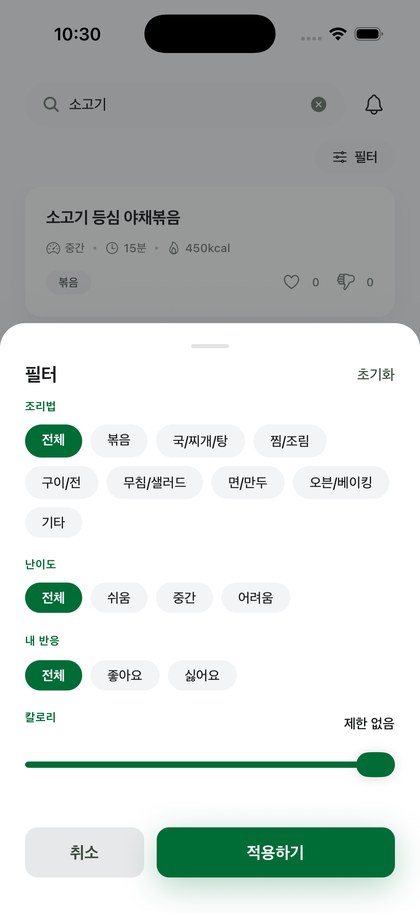 10:30
소고기
필터
소고기 등심 야채볶음
중간 • 15분 • 450kcal
볶음 0 0
필터 초기화
조리법
전체 볶음 국/찌개/탕 찜/조림
구이/전 무침/샐러드 면/만두 오븐/베이킹
기타
난이도
전체 쉬움 중간 어려움
내 반응
전체 좋아요 싫어요
칼로리 제한 없음
취소 적용하기